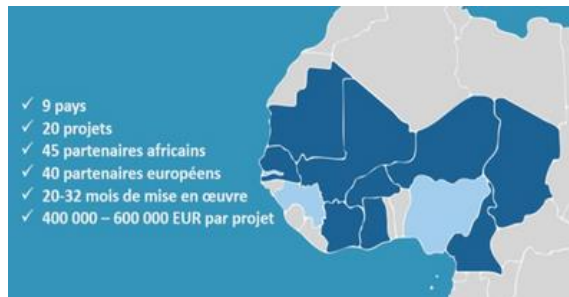 ✓ 9 pays
✓ 20 projets
✓ 45 partenaires africains
✓ 40 partenaires européens
✓ 20-32 mois de mise en œuvre
✓ 400 000 – 600 000 EUR par projet